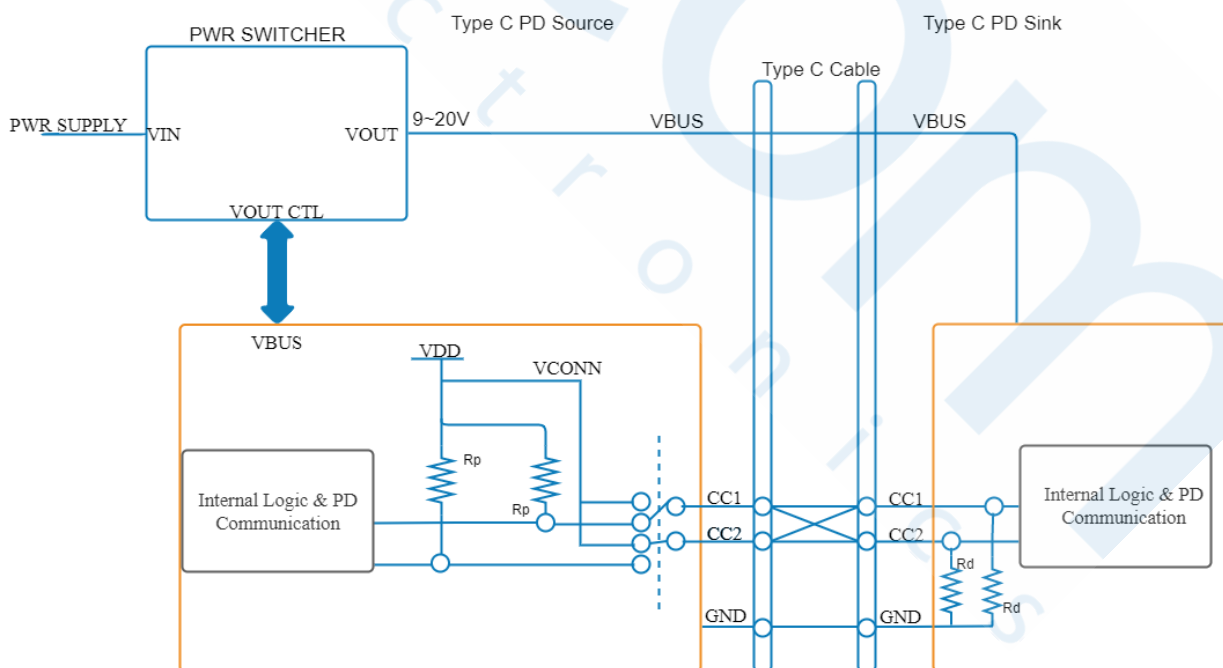 Type C PD Source
Type C PD Sink
PWR SWITCHER
Type C Cable
PWR SUPPLY
VIN
VOUT
9~20V
VBUS
VBUS
VOUT CTL
VBUS
VDD
VCONN
Rp
Rp
Internal Logic & PD
Communication
CC1
CC1
CC2
CC2
GND
GND
Rd
Rd
Internal Logic & PD
Communication
om
ctronics